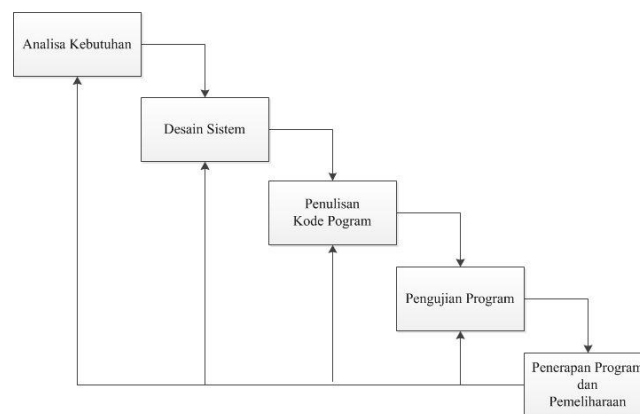 Analisa Kebutuhan
Desain Sistem
Penulisan
Kode Pogram
Pengujian Program
Penerapan Program
dan
Pemeliharaan